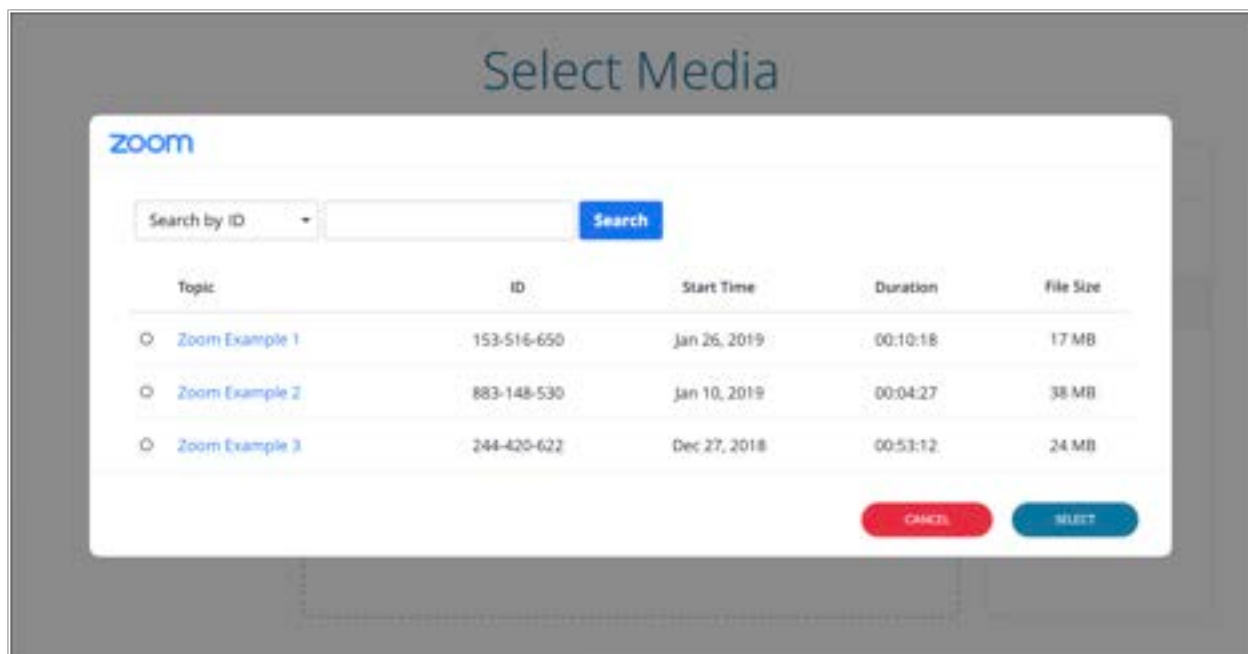 Select Media
zoom
Search by ID Search
Topic ID Start Time Duration File Size
Zoom Example 1 153-516-650 Jan 26, 2019 00:10:18 17 MB
Zoom Example 2 883-148-530 Jan 10, 2019 00:04:27 38 MB
Zoom Example 3 244-420-622 Dec 27, 2018 00:53:12 24 MB
CANCEL SELECT